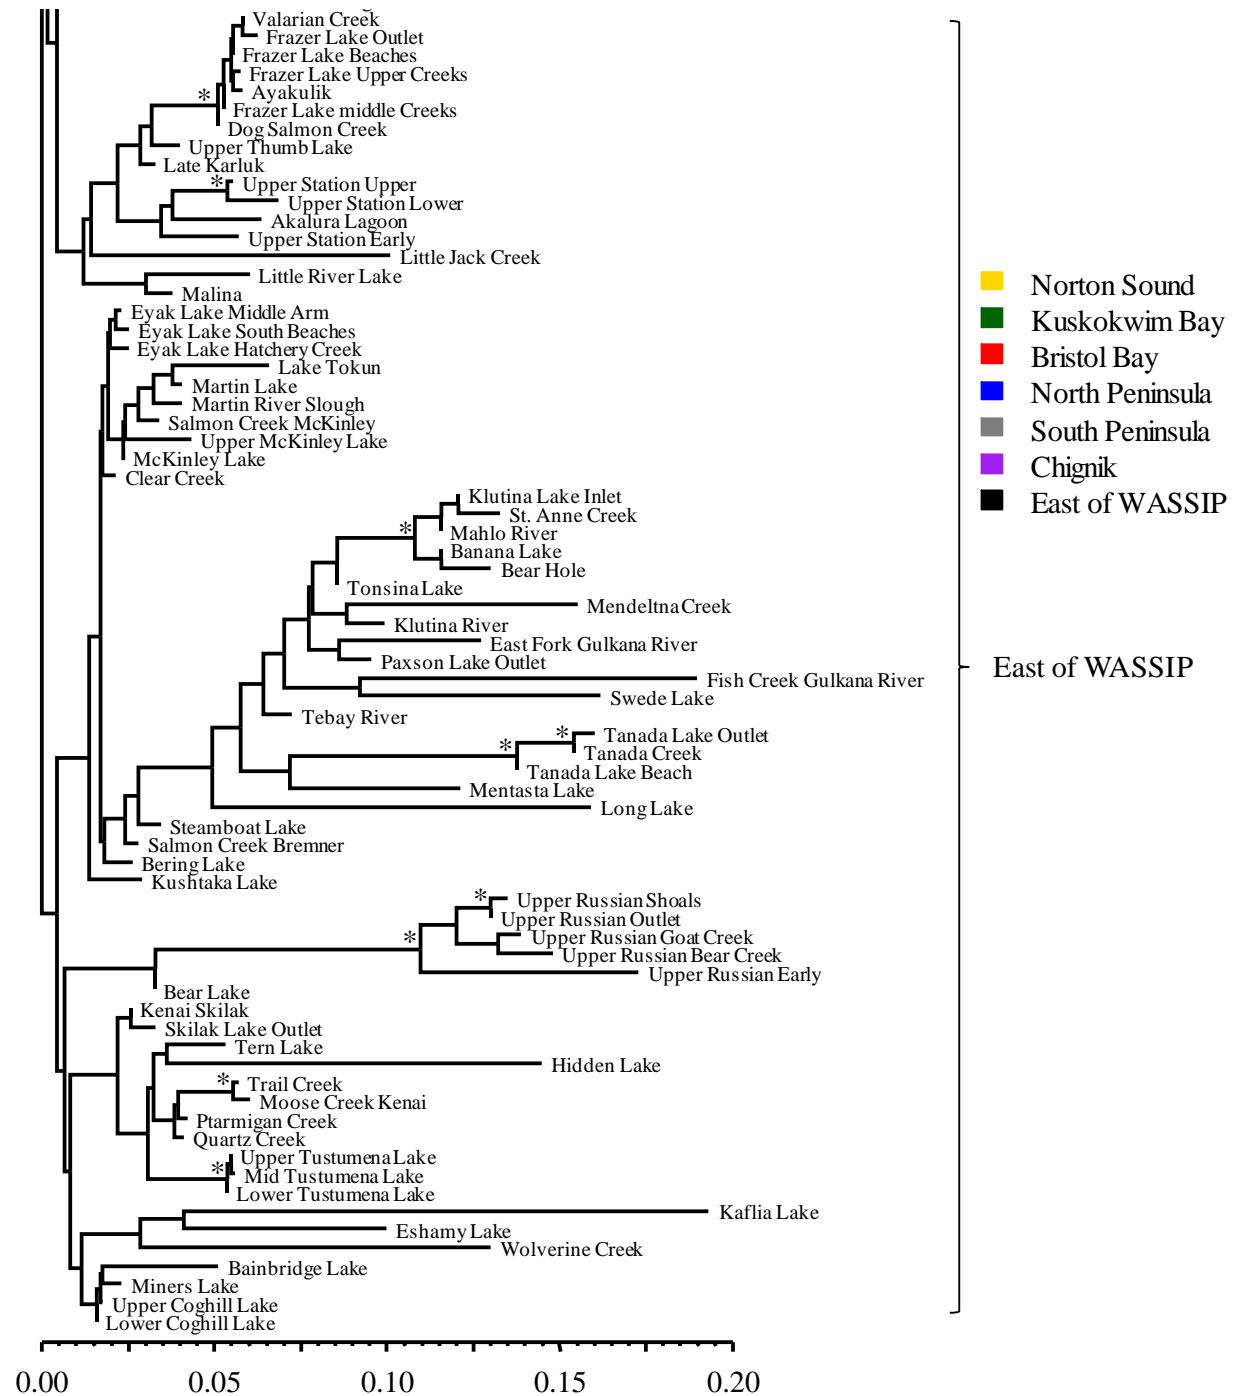 Valarian Creek
Frazer Lake Outlet
Frazer Lake Beaches
Frazer Lake Upper Creeks
Ayakulik
*
Frazer Lake middle Creeks
Dog Salmon Creek
Upper Thumb Lake
Late Karluk
*
Upper Station Upper
Upper Station Lower
Akalura Lagoon
Upper Station Early
Little Jack Creek
Little River Lake
Malina
Eyak Lake Middle Arm
Eyak Lake South Beaches
Eyak Lake Hatchery Creek
Lake Tokun
Martin Lake
Martin River Slough
Salmon Creek McKinley
Upper McKinley Lake
McKinley Lake
Clear Creek
Klutina Lake Inlet
St. Anne Creek
*
Mahlo River
Banana Lake
Bear Hole
Tonsina Lake
Mendeltna Creek
Klutina River
East Fork Gulkana River
Paxson Lake Outlet
Fish Creek Gulkana River
Swede Lake
Tebay River
*
Tanada Lake Outlet
*
Tanada Creek
Tanada Lake Beach
Mentasta Lake
Long Lake
Steamboat Lake
Salmon Creek Bremner
Bering Lake
Kushtaka Lake
*
Upper Russian Shoals
Upper Russian Outlet
*
Upper Russian Goat Creek
Upper Russian Bear Creek
Upper Russian Early
Bear Lake
Kenai Skilak
Skilak Lake Outlet
Tern Lake
Hidden Lake
*
Trail Creek
Moose Creek Kenai
Ptarmigan Creek
Quartz Creek
Upper Tustumena Lake
*
Mid Tustumena Lake
Lower Tustumena Lake
Kaflia Lake
Eshamy Lake
Wolverine Creek
Bainbridge Lake
Miners Lake
Upper Coghill Lake
Lower Coghill Lake
0.00 0.05 0.10 0.15 0.20
East of WASSIP
Norton Sound
Kuskokwim Bay
Bristol Bay
North Peninsula
South Peninsula
Chignik
East of WASSIP